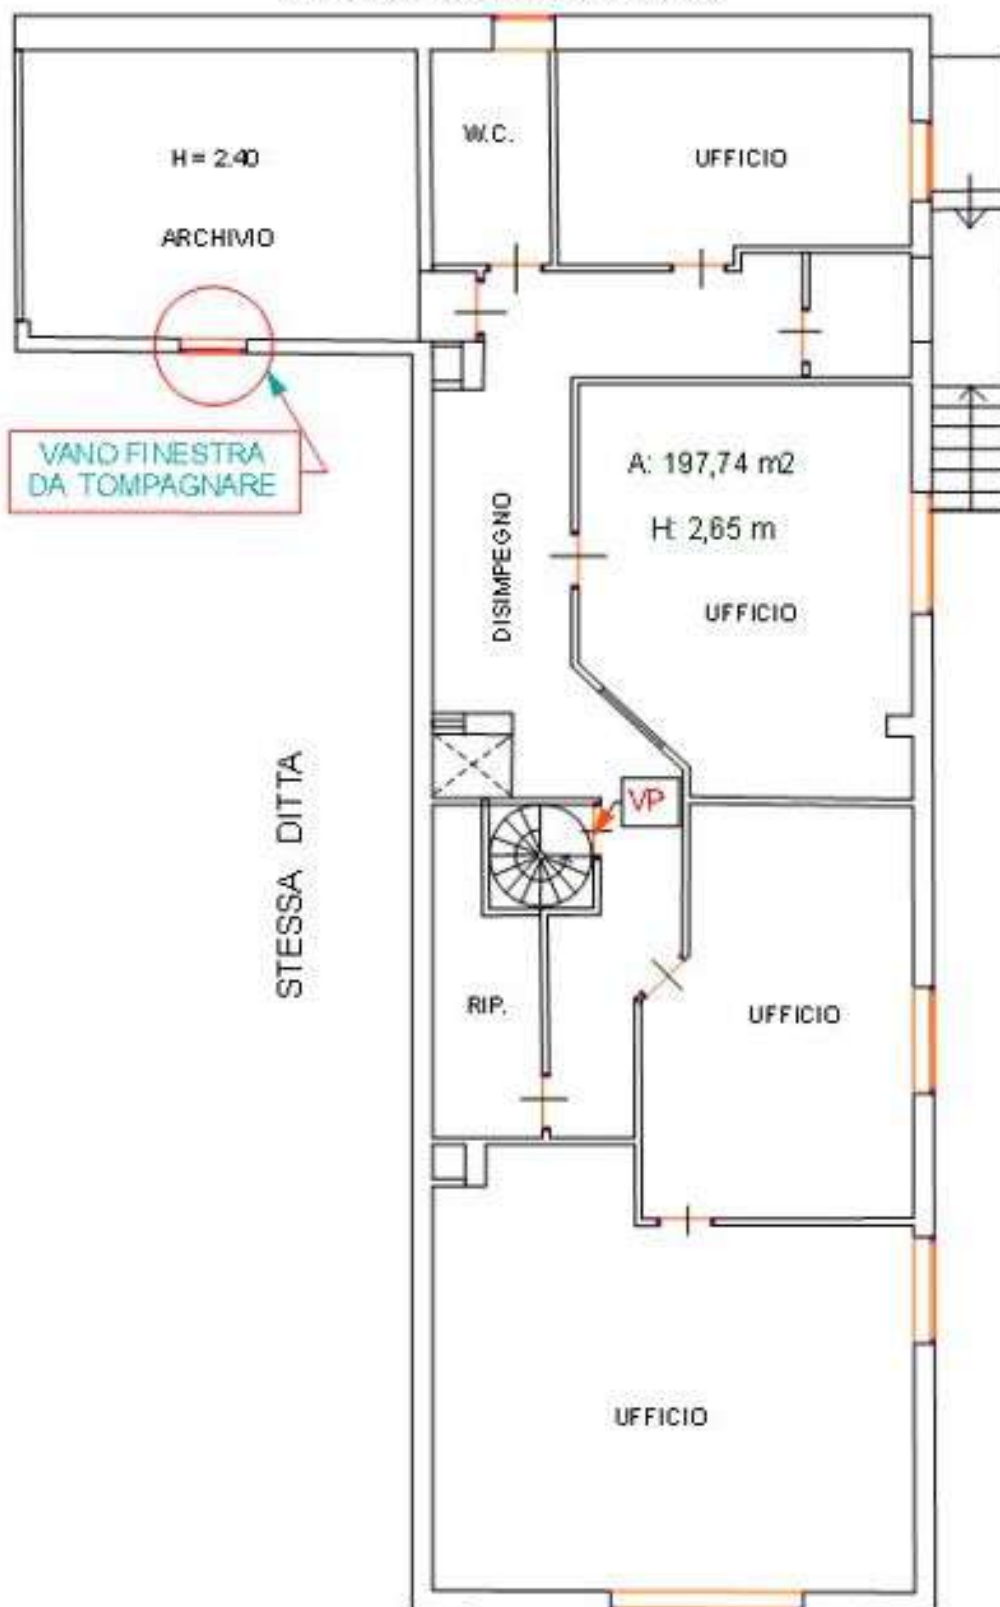 W.C.
H = 2.40
UFFICIO
ARCHIVIO
VANO FINESTRA
DA TOMPAGNARE
A: 197,74 m2
H: 2,65 m
DISIMPEGNO
UFFICIO
STESSA DITTA
VP
RIP.
UFFICIO
UFFICIO